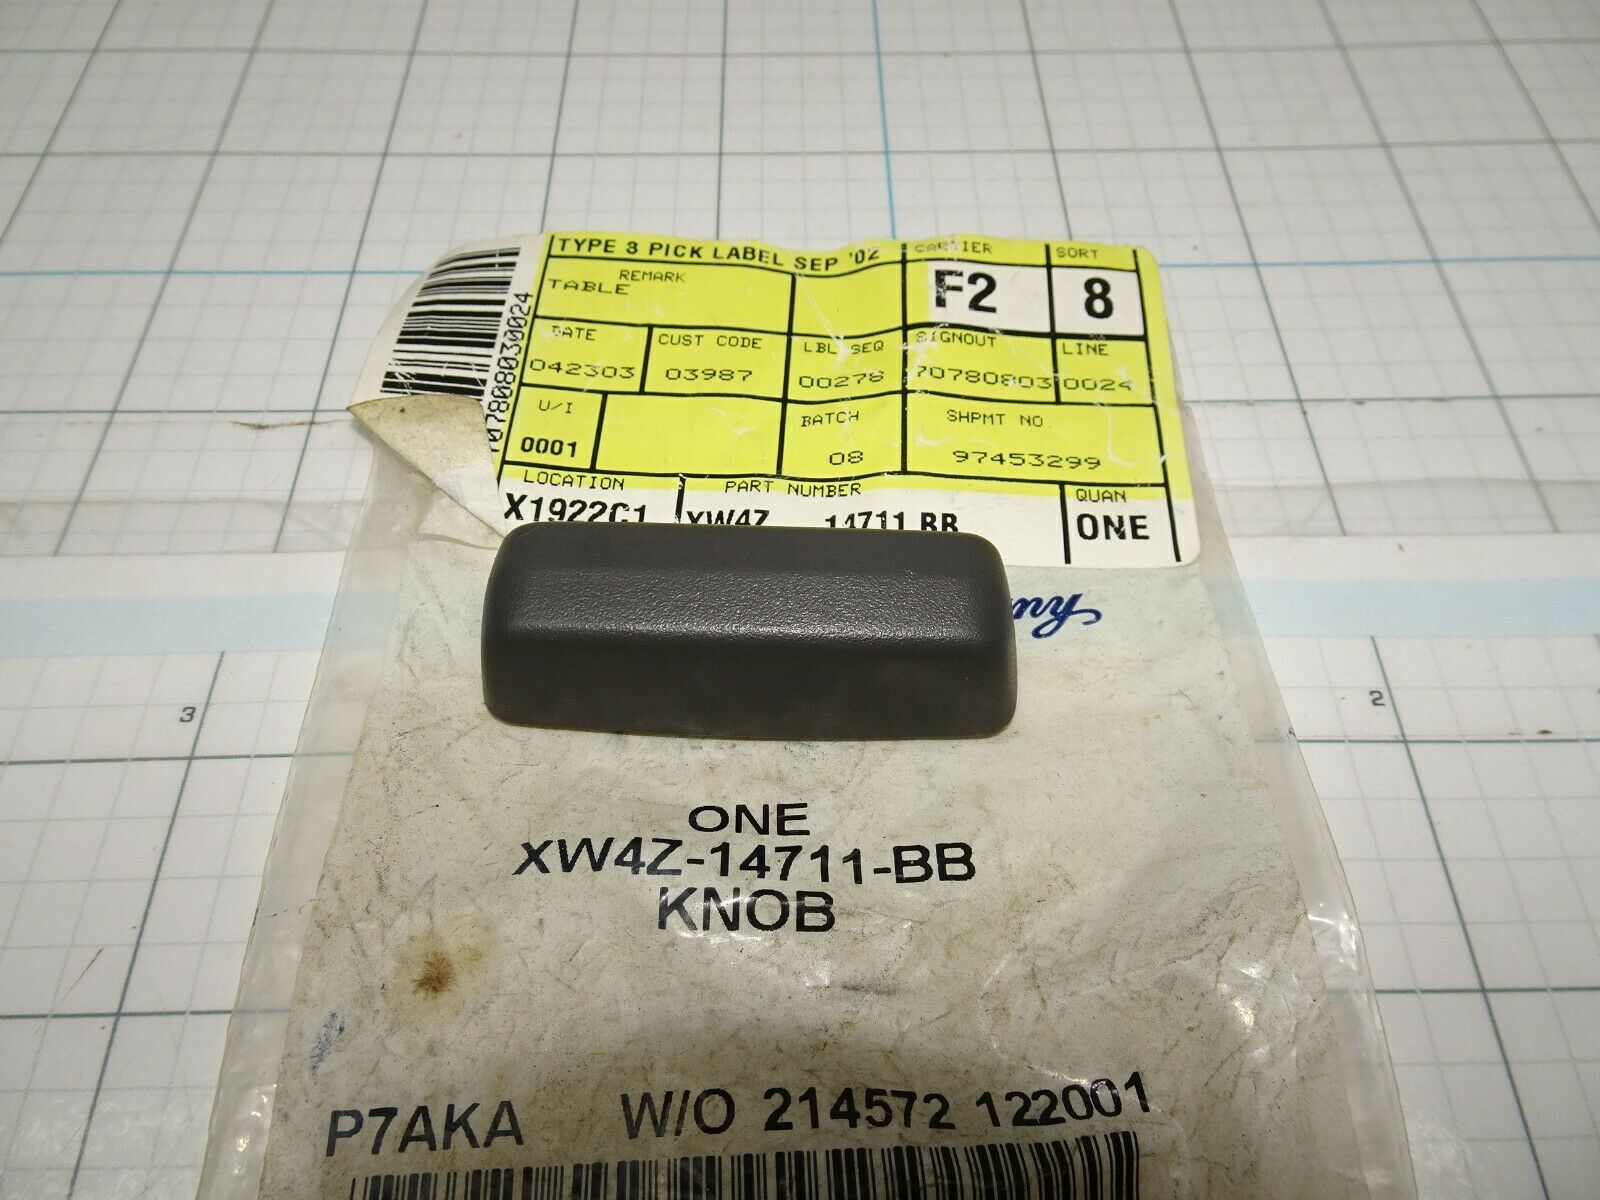 TYPE 3 PICK LABEL SEP '02 CARRIER SORT
REMARK
TABLE
F2 8
DATE CUST CODE LBL SEQ SIGNOUT LINE
042303 03987 00278 70780803 0024
U/I BATCH SHPMT NO
0001 08 97453299
LOCATION PART NUMBER QUAN
X1922C1 XW4Z 14711 BB ONE
707808030024
3
2
ONE
XW4Z-14711-BB
KNOB
P7AKA W/O 214572 122001